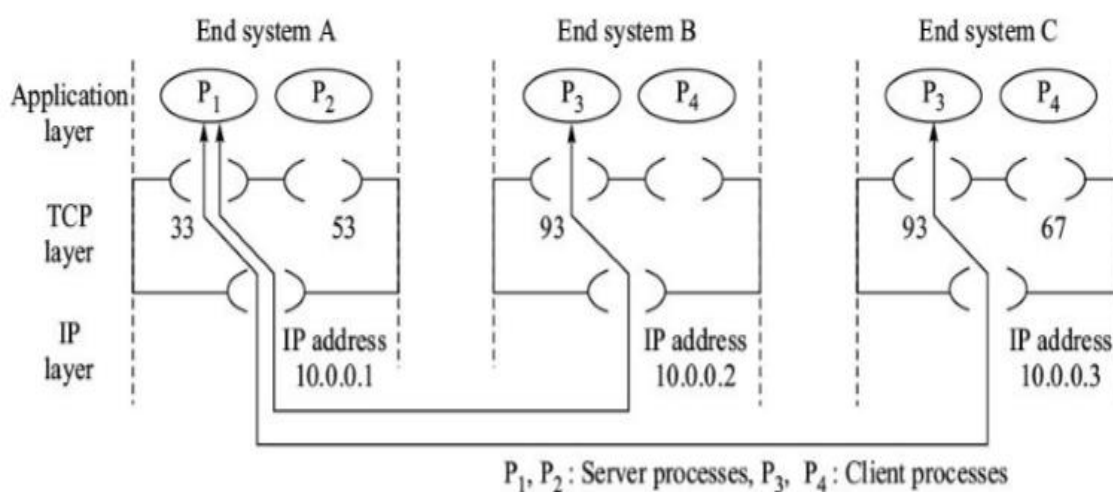 End system A End system B End system C
Application layer P1 P2 P3 P4 P3 P4
TCP layer 33 53 93 93 67
IP layer IP address 10.0.0.1 IP address 10.0.0.2 IP address 10.0.0.3
P1, P2 : Server processes, P3, P4 : Client processes